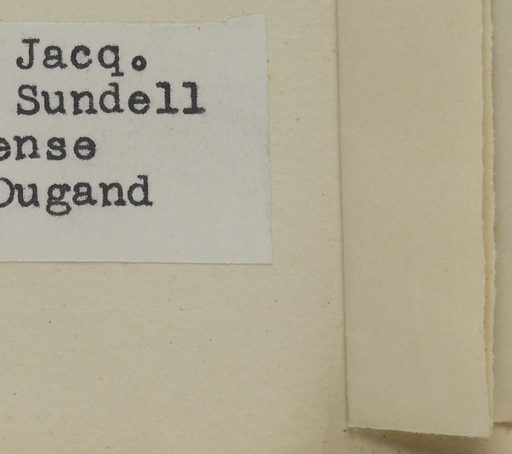 Jacq.
Sundell
ense
Dugand